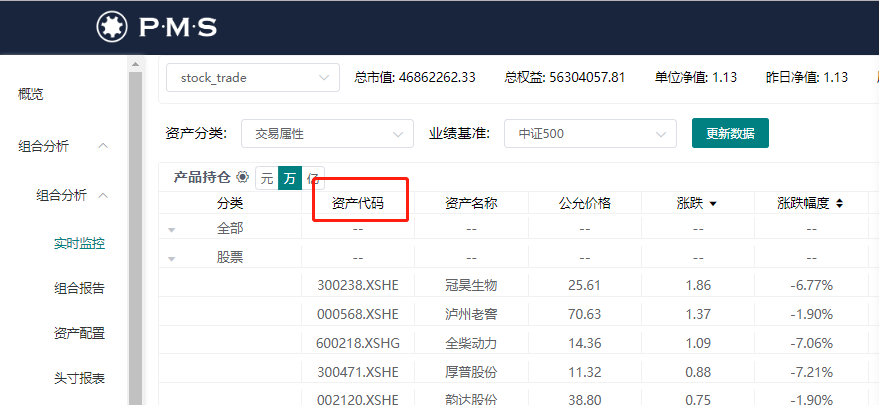 P·M·S
stock_trade 总市值: 46862262.33 总权益: 56304057.81 单位净值: 1.13 昨日净值: 1.13
概览
资产分类: 交易属性 业绩基准: 中证500 更新数据
组合分析
产品持仓 元 万 亿
组合分析
分类 资产代码 资产名称 公允价格 涨跌 涨跌幅度
全部 -- -- -- -- --
实时监控
股票 -- -- -- -- --
组合报告
300238.XSHE 冠昊生物 25.61 1.86 -6.77%
000568.XSHE 泸州老窖 70.63 1.37 -1.90%
资产配置
600218.XSHG 全柴动力 14.36 1.09 -7.06%
300471.XSHE 厚普股份 11.32 0.88 -7.21%
头寸报表
002120.XSHE 韵达股份 38.80 0.75 -1.90%